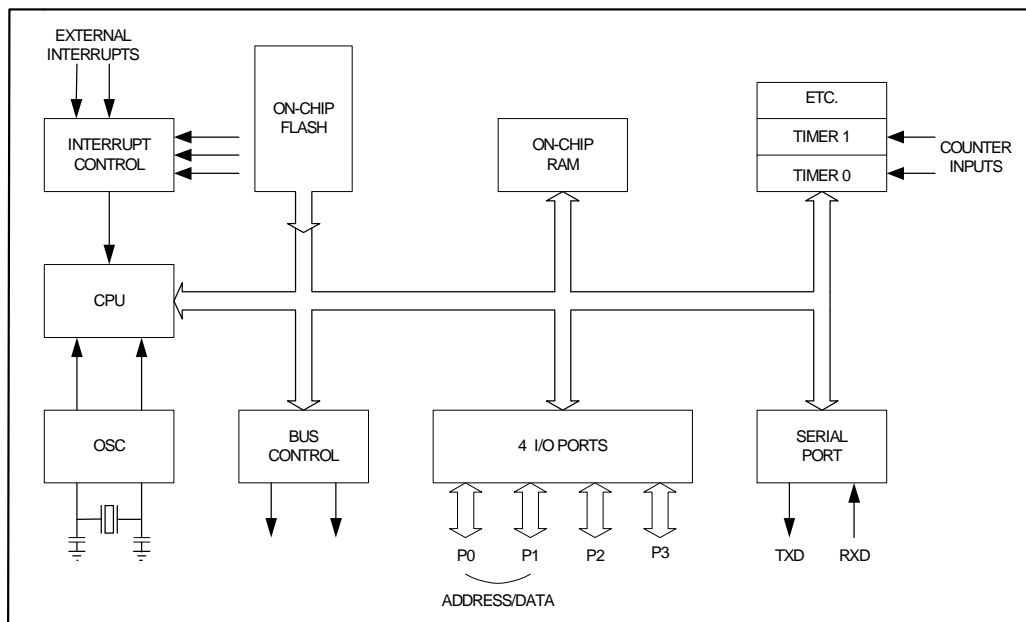 EXTERNAL
INTERRUPTS
INTERRUPT
CONTROL
ON-CHIP
FLASH
ON-CHIP
RAM
ETC.
TIMER 1
TIMER 0
COUNTER
INPUTS
CPU
OSC
BUS
CONTROL
4 I/O PORTS
SERIAL
PORT
P0 P1 P2 P3
TXD RXD
ADDRESS/DATA